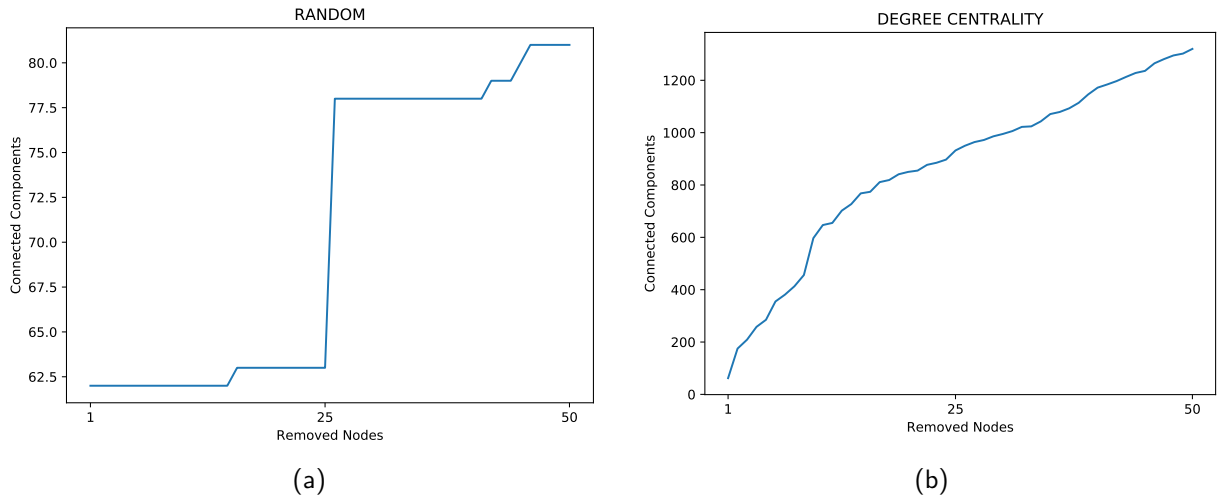 RANDOM
80.0
77.5
75.0
72.5
70.0
67.5
65.0
62.5
Connected Components
1
25
50
Removed Nodes
(a)
DEGREE CENTRALITY
1200
1000
800
600
400
200
0
Connected Components
1
25
50
Removed Nodes
(b)